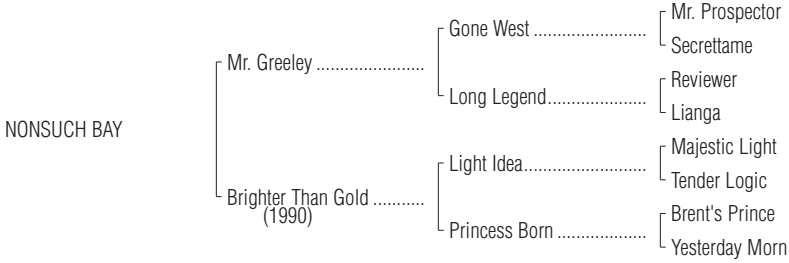 Mr. Prospector
Gone West ........................
Secrettame
Mr. Greeley .......................
Reviewer
Long Legend.....................
Lianga
NONSUCH BAY
Majestic Light
Light Idea..........................
Tender Logic
Brighter Than Gold ...........
(1990)
Brent's Prince
Princess Born ...................
Yesterday Morn